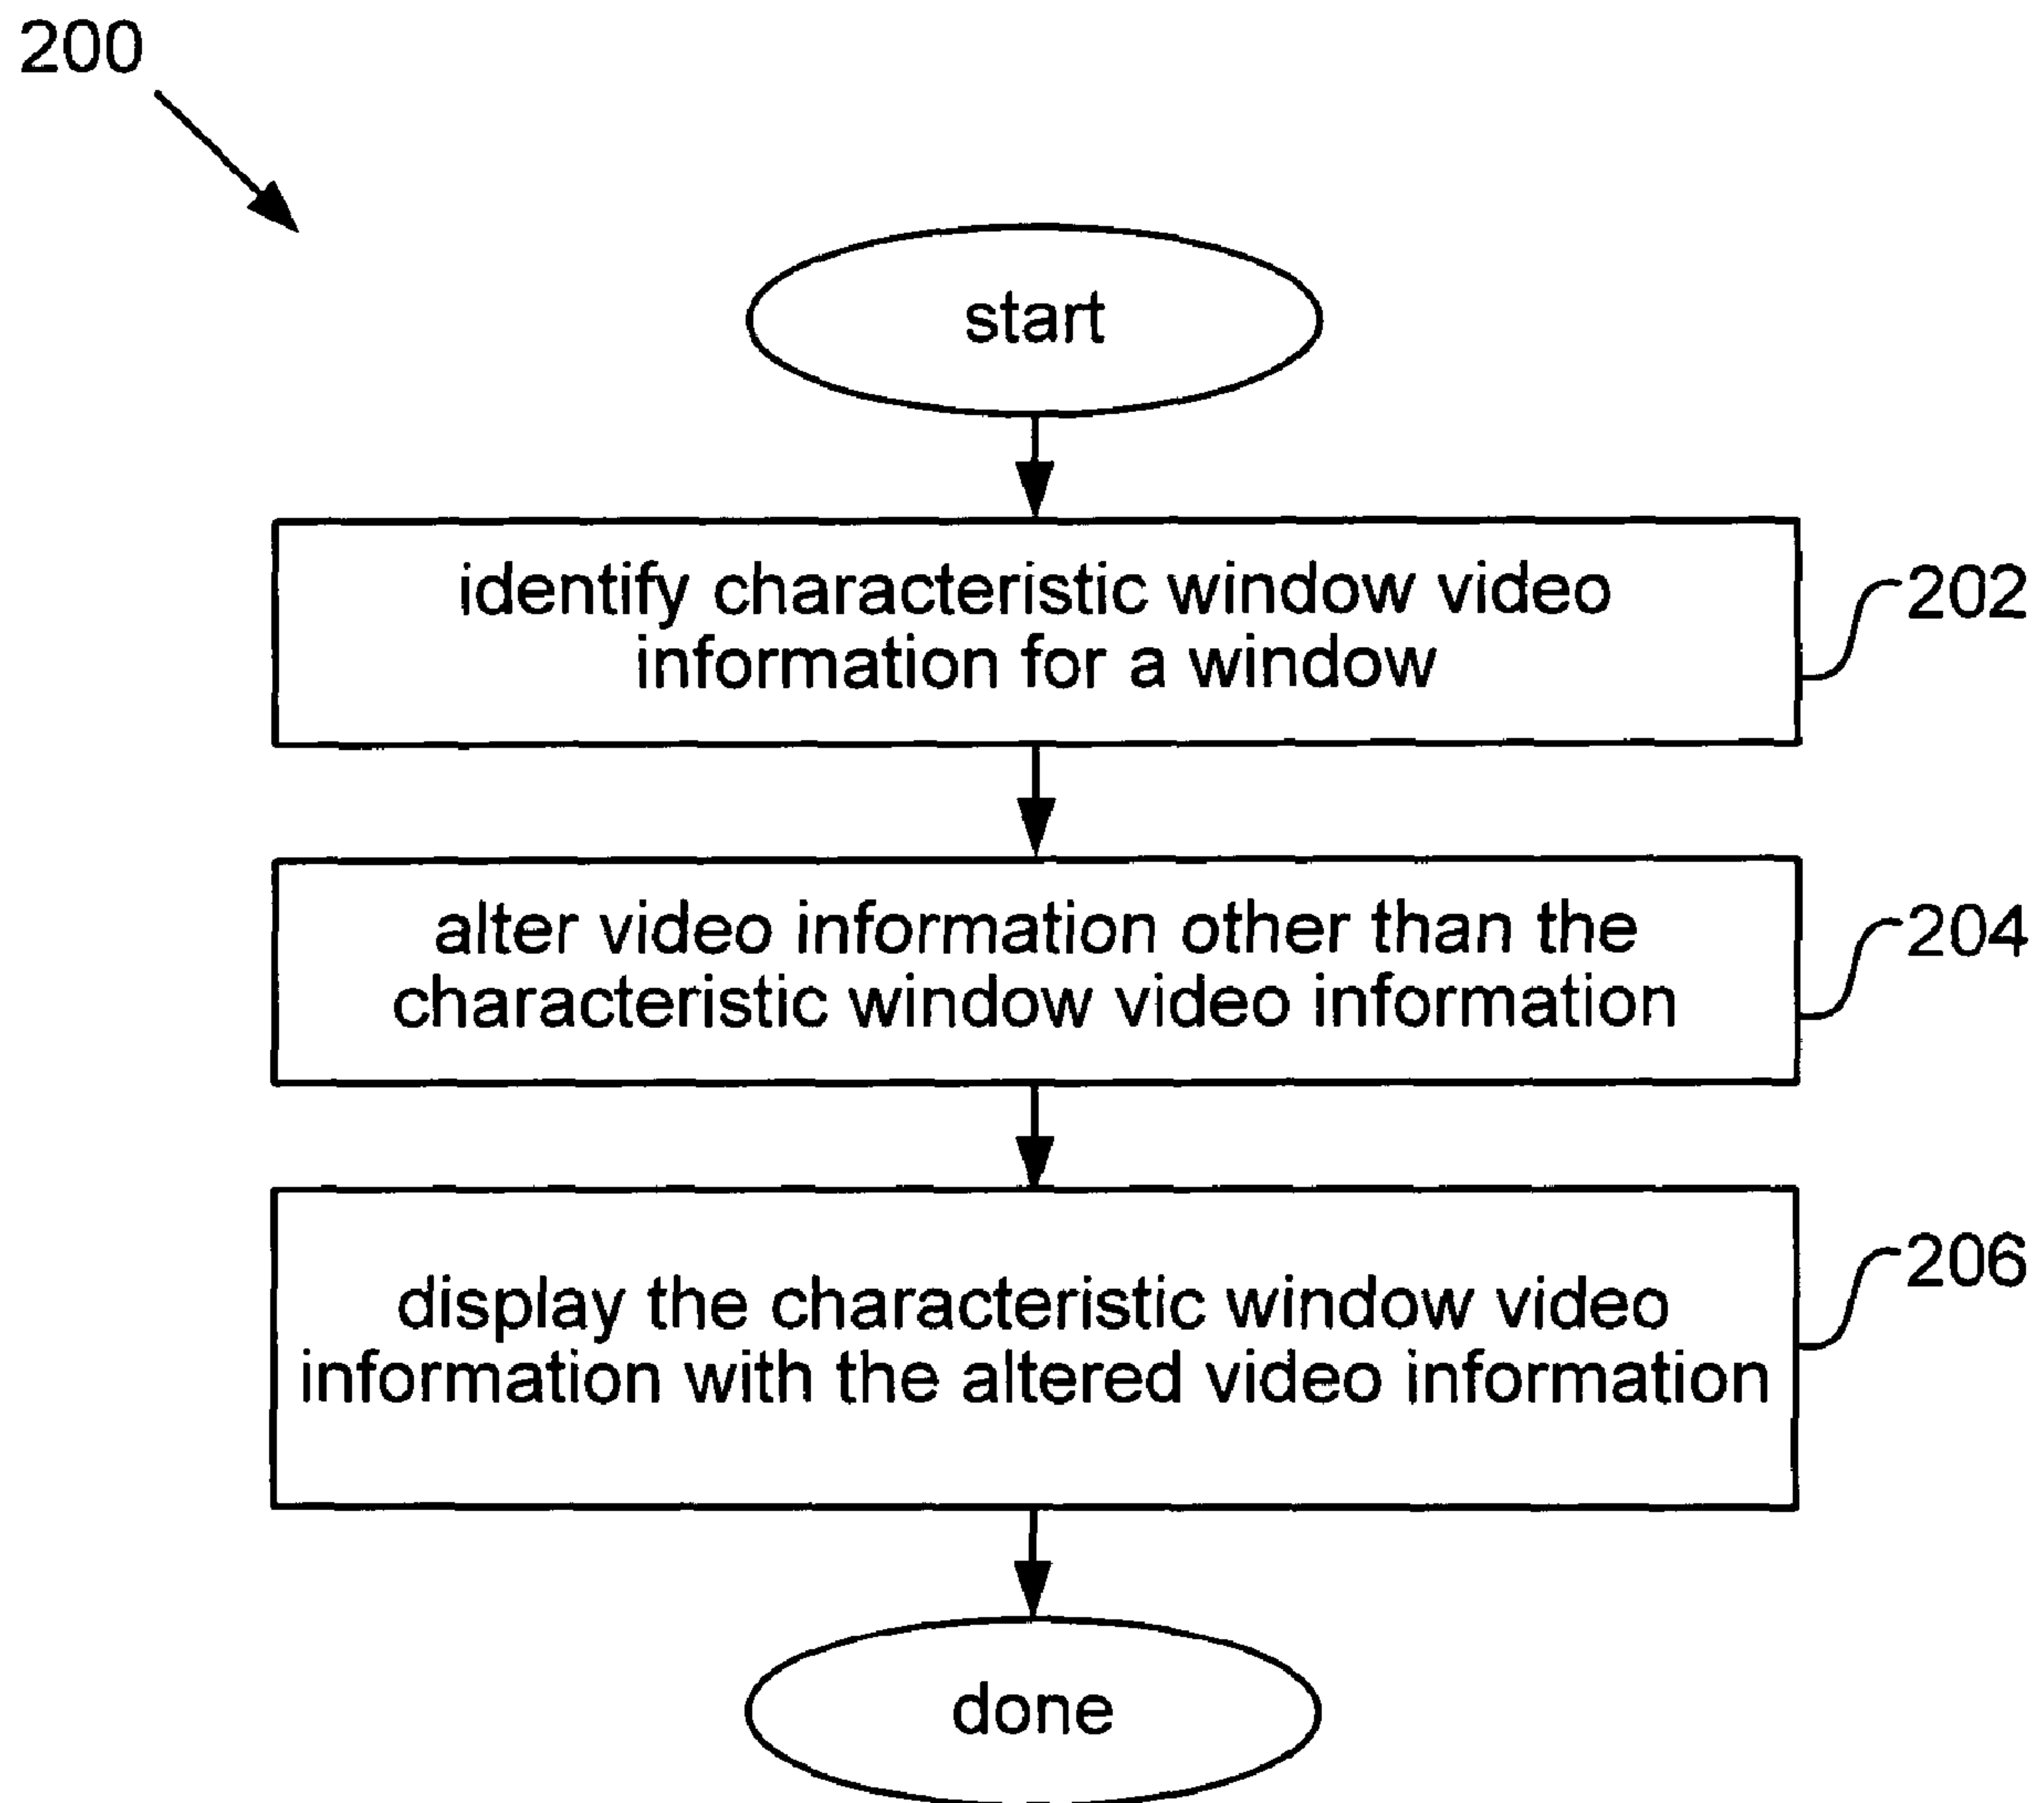 200
start
identify characteristic window video
information for a window
202
alter video information other than the
characteristic window video information
204
display the characteristic window video
information with the altered video information
206
done